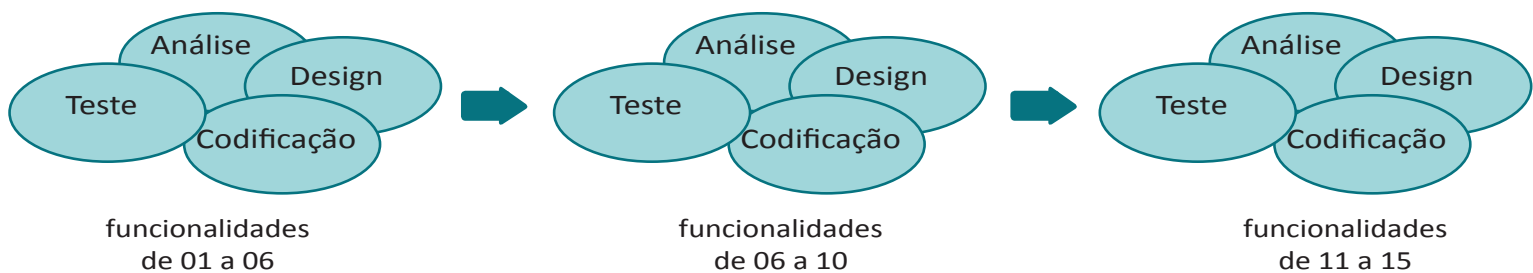 Análise
Design
Teste
Codificação
funcionalidades
de 01 a 06
Análise
Design
Teste
Codificação
funcionalidades
de 06 a 10
Análise
Design
Teste
Codificação
funcionalidades
de 11 a 15